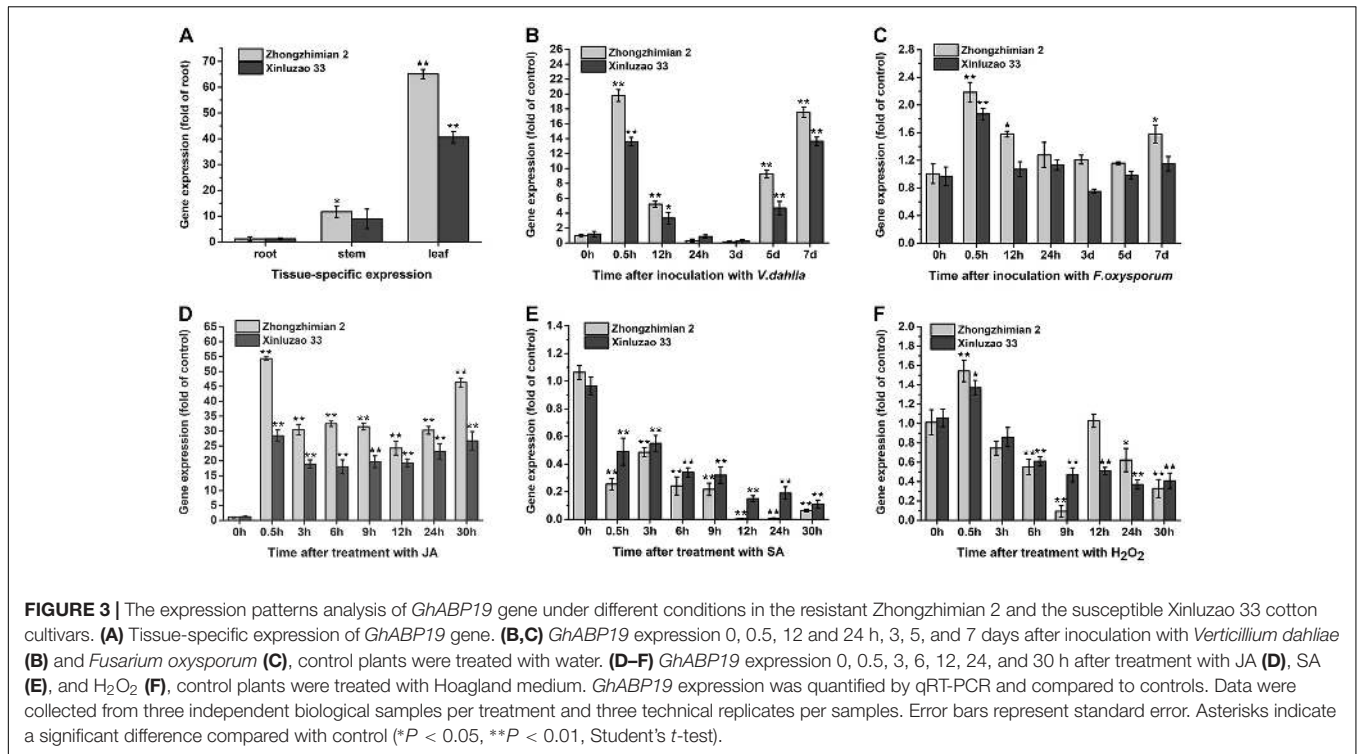 A
Zhongzhimian 2
Xinluzao 33
Gene expression (fold of root)
70
60
50
40
30
20
10
0
**
**
*
root stem leaf
Tissue-specific expression
B
Zhongzhimian 2
Xinluzao 33
Gene expression (fold of control)
26
24
22
20
18
16
14
12
10
8
6
4
2
0
**
**
**
*
**
**
**
**
0h 0.5h 12h 24h 3d 5d 7d
Time after inoculation with V.dahlia
C
Zhongzhimian 2
Xinluzao 33
Gene expression (fold of control)
2.8
2.4
2.0
1.6
1.2
0.8
0.4
0.0
**
**
*
*
0h 0.5h 12h 24h 3d 5d 7d
Time after inoculation with F.oxysporum
D
Zhongzhimian 2
Xinluzao 33
Gene expression (fold of control)
65
60
55
50
45
40
35
30
25
20
15
10
5
0
**
**
**
**
**
**
**
**
**
**
**
**
**
**
0h 0.5h 3h 6h 9h 12h 24h 30h
Time after treatment with JA
E
Zhongzhimian 2
Xinluzao 33
Gene expression (fold of control)
1.4
1.2
1.0
0.8
0.6
0.4
0.2
0.0
**
**
**
**
**
**
**
**
**
**
**
**
**
**
0h 0.5h 3h 6h 9h 12h 24h 30h
Time after treatment with SA
F
Zhongzhimian 2
Xinluzao 33
Gene expression (fold of control)
2.0
1.8
1.6
1.4
1.2
1.0
0.8
0.6
0.4
0.2
0.0
**
*
**
**
**
**
**
*
**
**
**
0h 0.5h 3h 6h 9h 12h 24h 30h
Time after treatment with H₂O₂
FIGURE 3 | The expression patterns analysis of GhABP19 gene under different conditions in the resistant Zhongzhimian 2 and the susceptible Xinluzao 33 cotton
cultivars. (A) Tissue-specific expression of GhABP19 gene. (B,C) GhABP19 expression 0, 0.5, 12 and 24 h, 3, 5, and 7 days after inoculation with Verticillium dahliae
(B) and Fusarium oxysporum (C), control plants were treated with water. (D–F) GhABP19 expression 0, 0.5, 3, 6, 12, 24, and 30 h after treatment with JA (D), SA
(E), and H₂O₂ (F), control plants were treated with Hoagland medium. GhABP19 expression was quantified by qRT-PCR and compared to controls. Data were
collected from three independent biological samples per treatment and three technical replicates per samples. Error bars represent standard error. Asterisks indicate
a significant difference compared with control (*P < 0.05, **P < 0.01, Student's t-test).